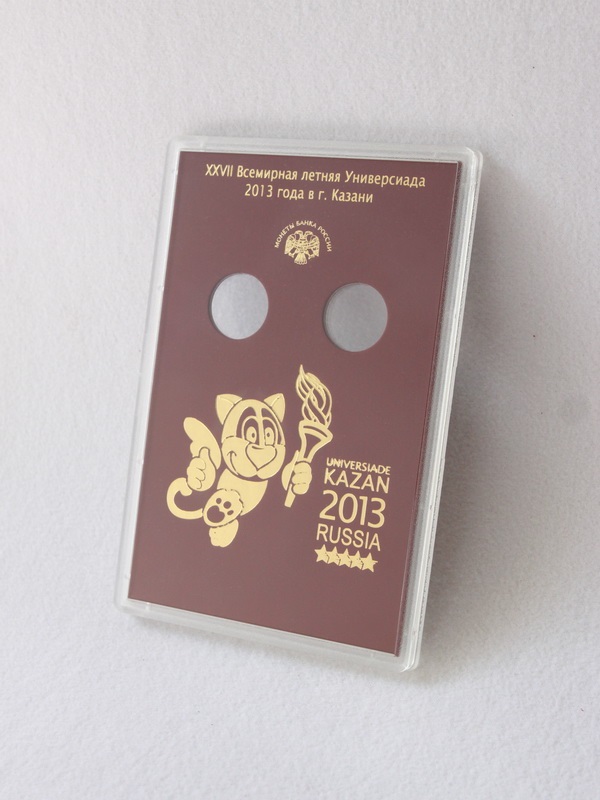 XXVII Всемирная летняя Универсиада
2013 года в г. Казани
МОНЕТЫ БАНКА РОССИИ
UNIVERSIADE
KAZAN
2013
RUSSIA